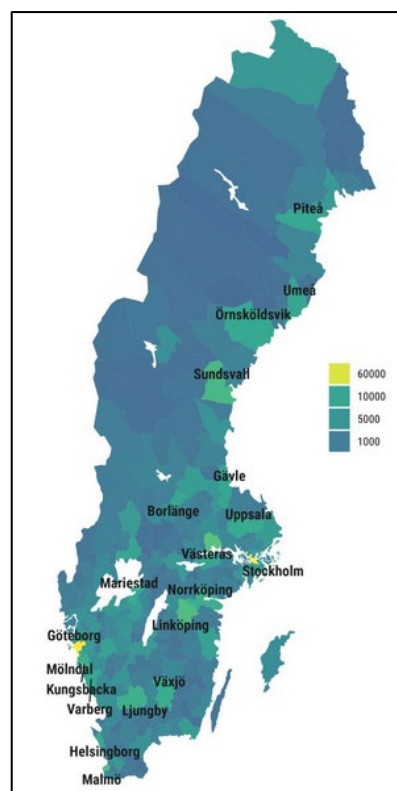 Piteå
Umeå
Örnsköldsvik
Sundsvall
60000
10000
5000
1000
Gävle
Borlänge
Uppsala
Västerås
Stockholm
Mariestad
Norrköping
Göteborg
Linköping
Mölndal
Kungsbacka
Växjö
Varberg
Ljungby
Helsingborg
Malmö